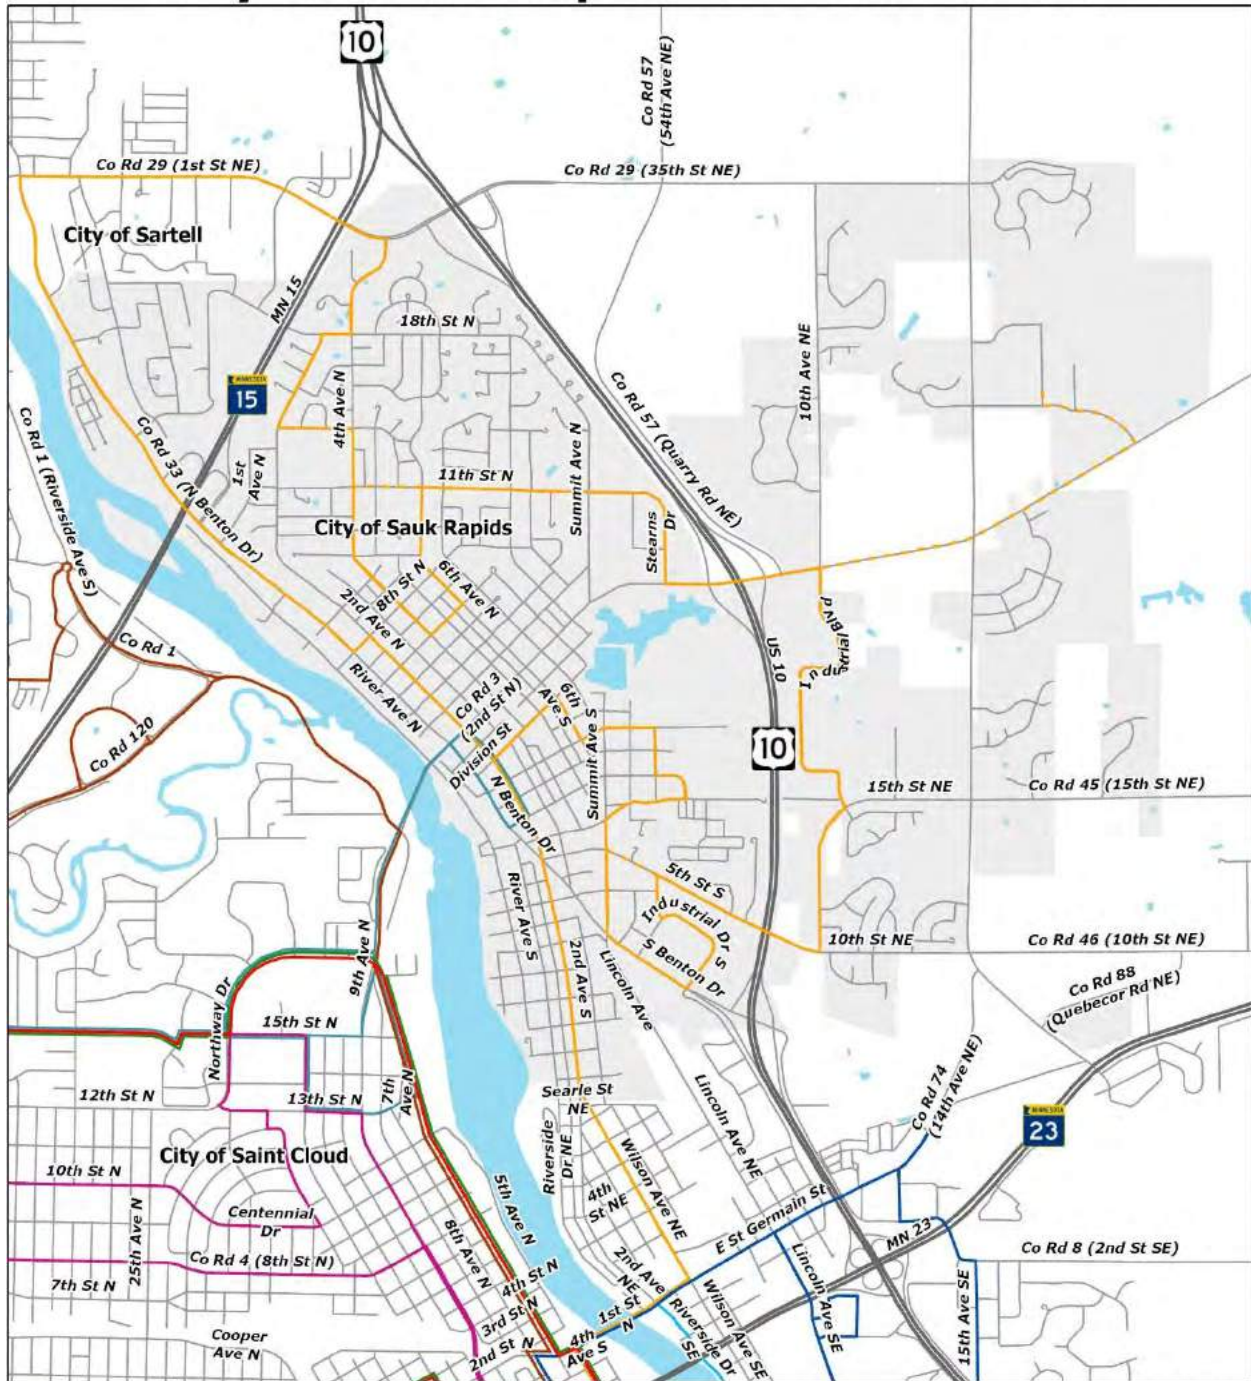 10
Co Rd 57
(54th Ave NE)
Co Rd 29 (1st St NE)
Co Rd 29 (35th St NE)
City of Sartell
MN 15
18th St N
10th Ave NE
MINNESOTA
15
4th Ave N
Co Rd 57 (Quarry Rd NE)
Co Rd 1 (Riverside Ave S)
Co Rd 33 (N Benton Dr)
1st
Ave N
11th St N
Summit Ave N
City of Sauk Rapids
Stearns
Dr
6th Ave N
8th St N
2nd Ave N
Industrial Blvd
Co Rd 1
US 10
River Ave N
Co Rd 3
(2nd St N)
6th
Ave S
Division St
Summit Ave S
Co Rd 120
10
N Benton Dr
15th St NE
Co Rd 45 (15th St NE)
5th St S
River Ave S
Industrial Dr S
9th Ave N
2nd Ave S
10th St NE
Co Rd 46 (10th St NE)
Lincoln Ave
S Benton Dr
Northway Dr
Co Rd 88
(Quebecor Rd NE)
15th St N
7th
Ave N
12th St N
13th St N
Searle St
NE
Lincoln Ave NE
Co Rd 74
(14th Ave NE)
MINNESOTA
23
City of Saint Cloud
10th St N
Riverside
Dr NE
Wilson Ave NE
4th
St NE
5th Ave N
Centennial
Dr
25th Ave N
8th Ave N
E St Germain St
MN 23
Co Rd 4 (8th St N)
Co Rd 8 (2nd St SE)
7th St N
4th St N
2nd Ave
NE
Lincoln Ave SE
3rd St N
1st St
N
Riverside Dr
SE
Wilson Ave SE
15th Ave SE
Cooper
Ave N
2nd St N
4th
Ave S